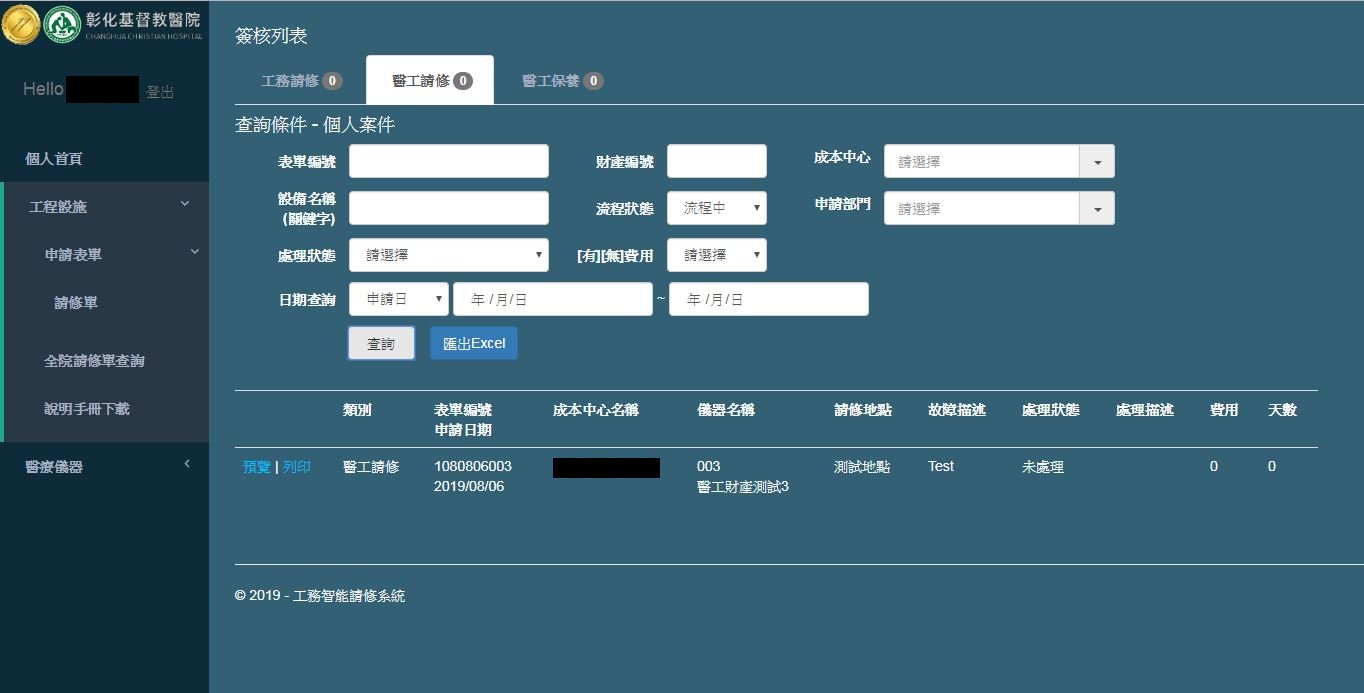 彰化基督教醫院
CHANGHUA CHRISTIAN HOSPITAL
Hello 登出
個人首頁
工程設施
申請表單
請修單
全院請修單查詢
說明手冊下載
醫療儀器
簽核列表
工務請修 0 醫工請修 0 醫工保養 0
查詢條件 - 個人案件
表單編號 財產編號 成本中心 請選擇
設備名稱
(關鍵字) 流程狀態 流程中 申請部門 請選擇
處理狀態 請選擇 [有][無]費用 請選擇
日期查詢 申請日 年 /月/日 ~ 年 /月/日
查詢 匯出Excel
類別 表單編號 成本中心名稱 儀器名稱 請修地點 故障描述 處理狀態 處理描述 費用 天數
申請日期
預覽 | 列印 醫工請修 1080806003 003 測試地點 Test 未處理 0 0
2019/08/06 醫工財產測試3
© 2019 - 工務智能請修系統